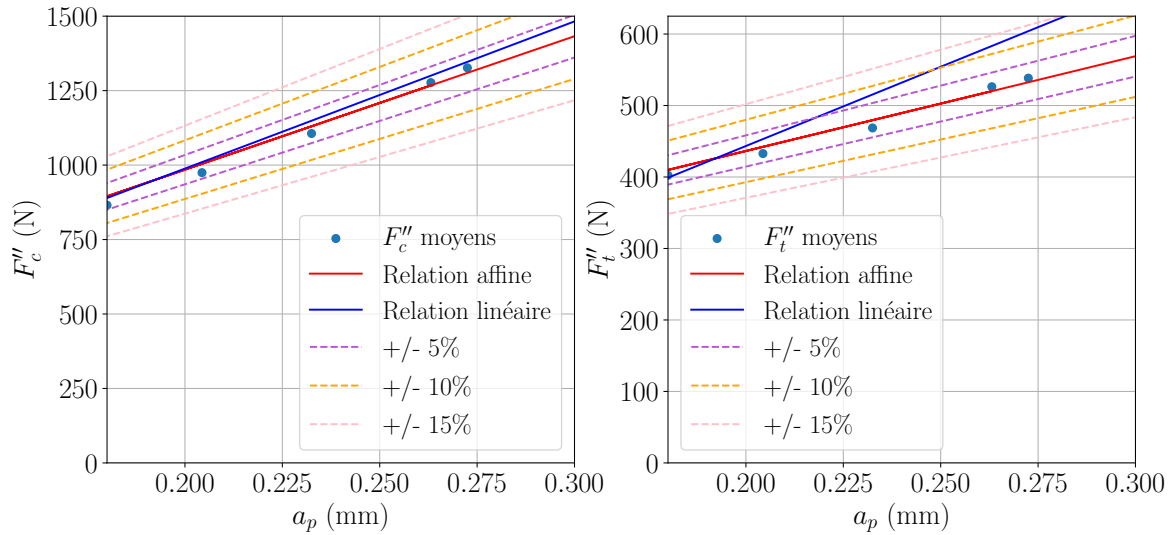 1500
1250
1000
750
500
250
0
F''c (N)
F''c moyens
Relation affine
Relation linéaire
+/- 5%
+/- 10%
+/- 15%
0.200 0.225 0.250 0.275 0.300
ap (mm)
600
500
400
300
200
100
0
F''t (N)
F''t moyens
Relation affine
Relation linéaire
+/- 5%
+/- 10%
+/- 15%
0.200 0.225 0.250 0.275 0.300
ap (mm)